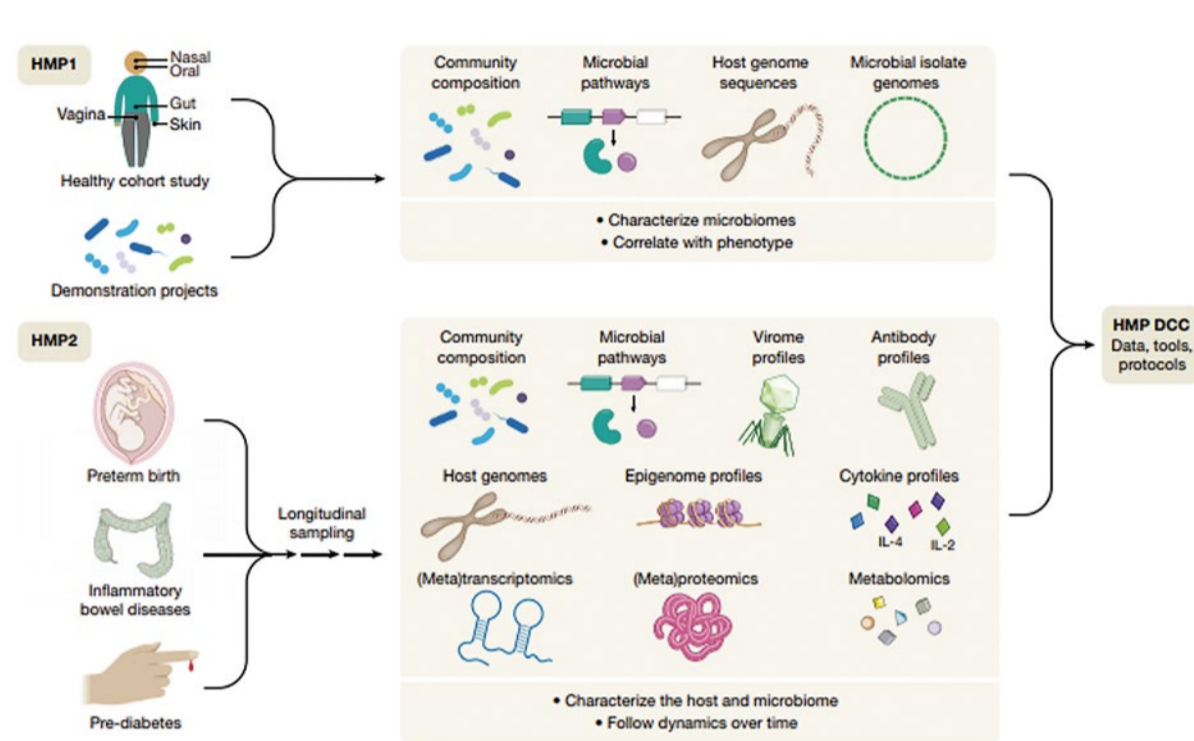 HMP1
Nasal
Oral
Gut
Vagina
Skin
Healthy cohort study
Demonstration projects
Community
composition
Microbial
pathways
Host genome
sequences
Microbial isolate
genomes
• Characterize microbiomes
• Correlate with phenotype
HMP2
Preterm birth
Inflammatory
bowel diseases
Pre-diabetes
Longitudinal
sampling
Community
composition
Microbial
pathways
Virome
profiles
Antibody
profiles
Host genomes
Epigenome profiles
Cytokine profiles
IL-4
IL-2
(Meta)transcriptomics
(Meta)proteomics
Metabolomics
• Characterize the host and microbiome
• Follow dynamics over time
HMP DCC
Data, tools,
protocols